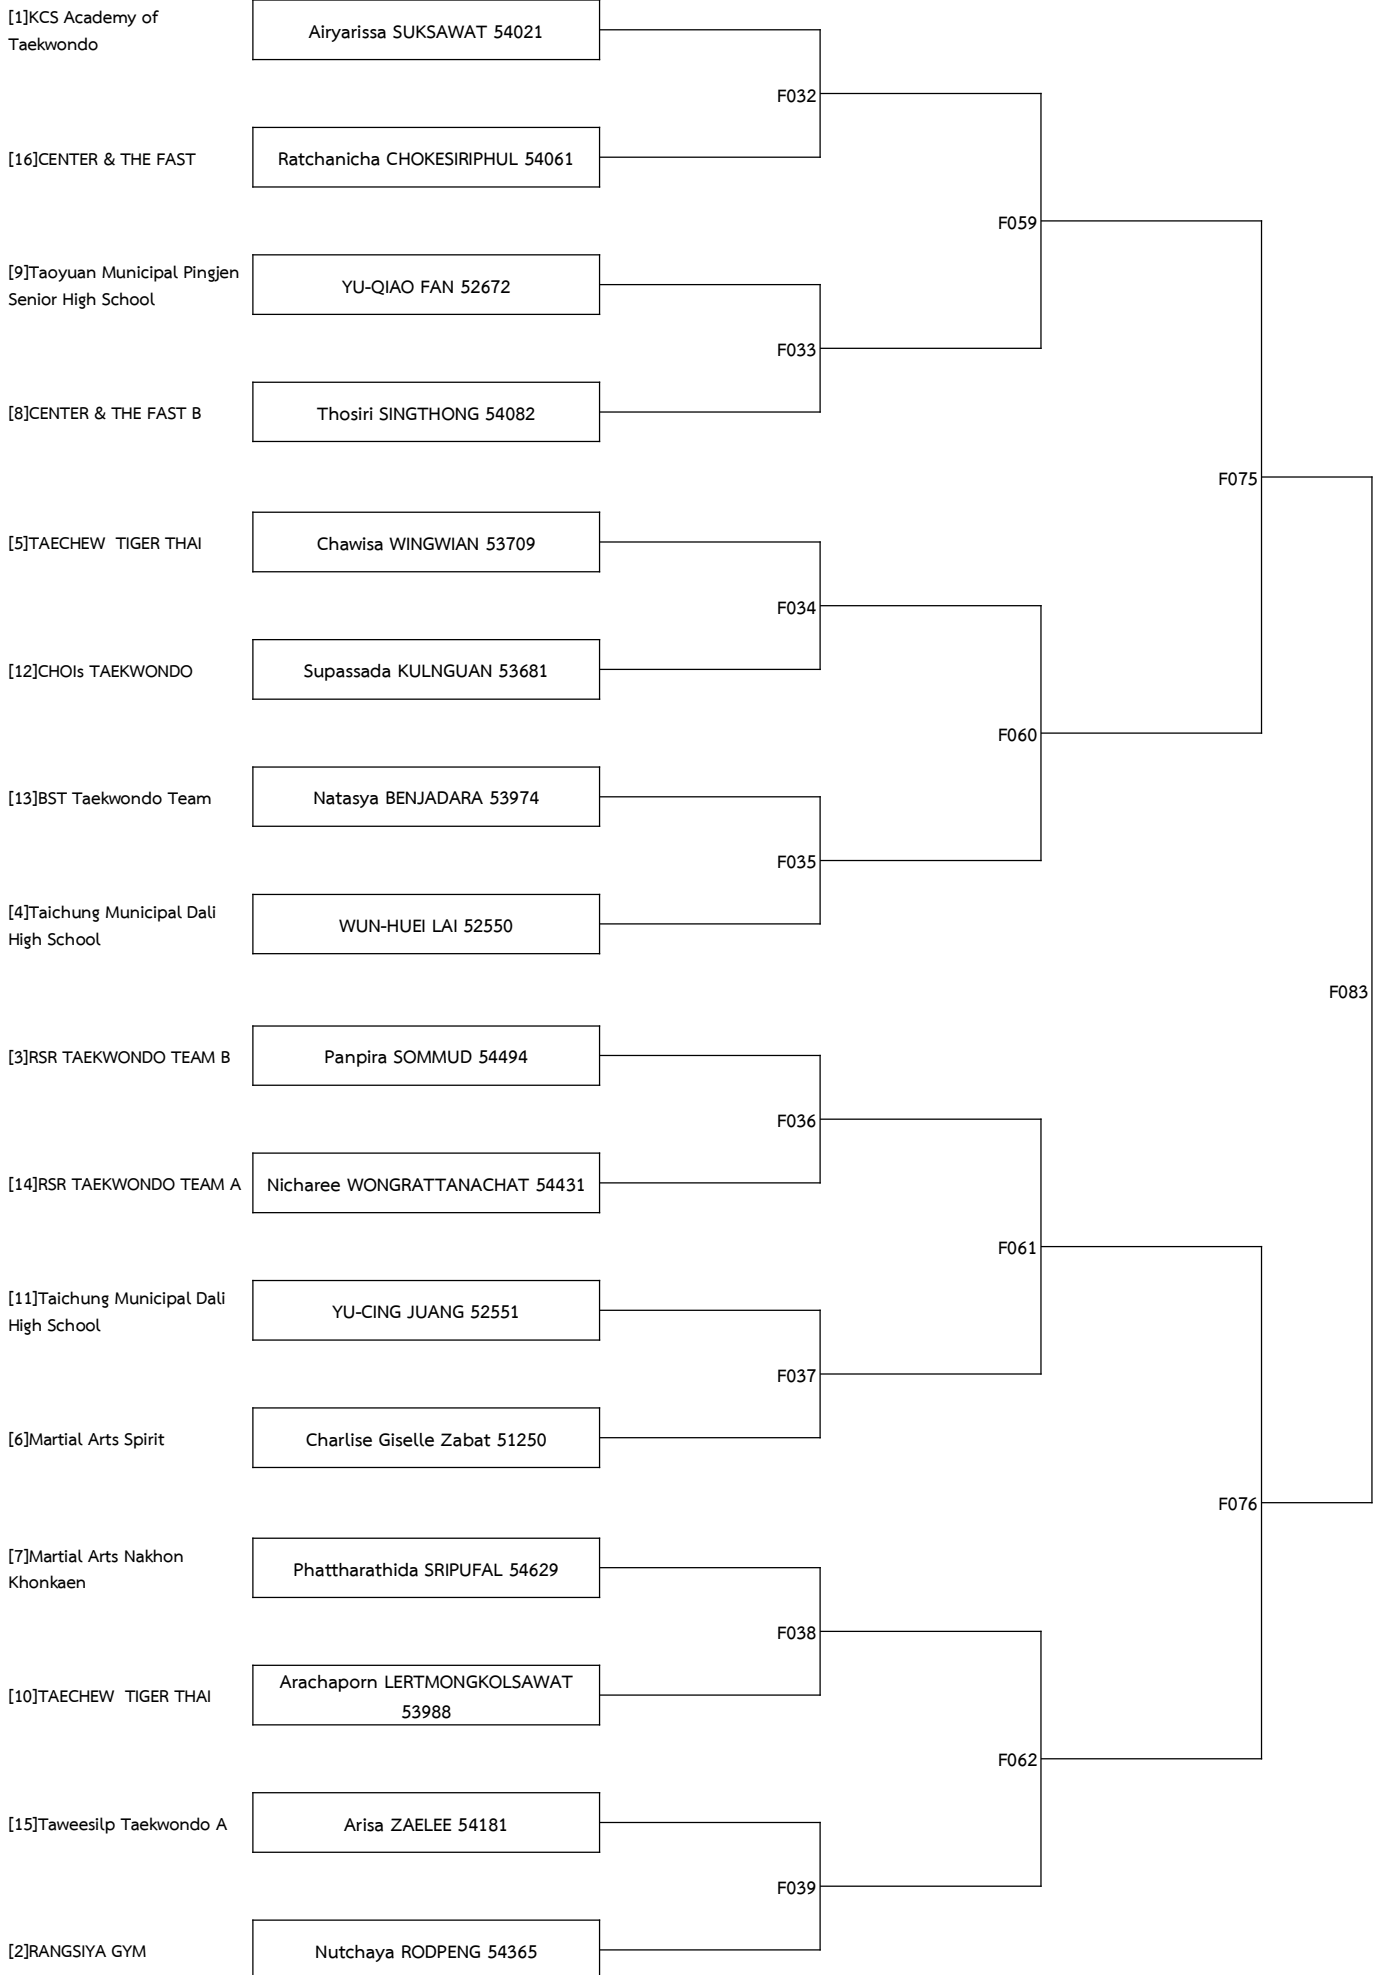 [1]KCS Academy of
Taekwondo
Airyarissa SUKSAWAT 54021
F032
[16]CENTER & THE FAST
Ratchanicha CHOKESIRIPHUL 54061
F059
[9]Taoyuan Municipal Pingjen
Senior High School
YU-QIAO FAN 52672
F033
[8]CENTER & THE FAST B
Thosiri SINGTHONG 54082
F075
[5]TAECHEW  TIGER THAI
Chawisa WINGWIAN 53709
F034
[12]CHOIs TAEKWONDO
Supassada KULNGUAN 53681
F060
[13]BST Taekwondo Team
Natasya BENJADARA 53974
F035
[4]Taichung Municipal Dali
High School
WUN-HUEI LAI 52550
F083
[3]RSR TAEKWONDO TEAM B
Panpira SOMMUD 54494
F036
[14]RSR TAEKWONDO TEAM A
Nicharee WONGRATTANACHAT 54431
F061
[11]Taichung Municipal Dali
High School
YU-CING JUANG 52551
F037
[6]Martial Arts Spirit
Charlise Giselle Zabat 51250
F076
[7]Martial Arts Nakhon
Khonkaen
Phattharathida SRIPUFAL 54629
F038
[10]TAECHEW  TIGER THAI
Arachaporn LERTMONGKOLSAWAT
53988
F062
[15]Taweesilp Taekwondo A
Arisa ZAELEE 54181
F039
[2]RANGSIYA GYM
Nutchaya RODPENG 54365